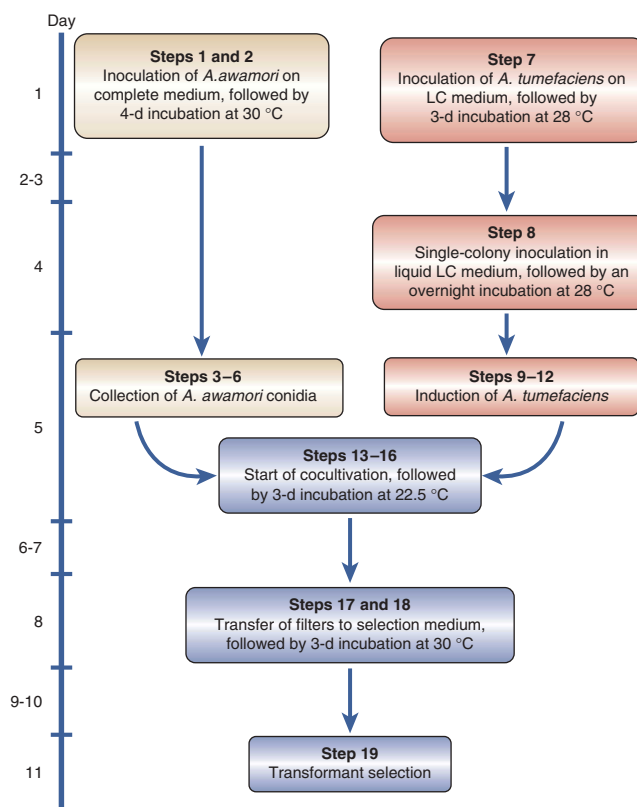 Day
1
Steps 1 and 2
Inoculation of A.awamori on
complete medium, followed by
4-d incubation at 30 °C
Step 7
Inoculation of A. tumefaciens on
LC medium, followed by
3-d incubation at 28 °C
2-3
4
Step 8
Single-colony inoculation in
liquid LC medium, followed by an
overnight incubation at 28 °C
5
Steps 3–6
Collection of A. awamori conidia
Steps 9–12
Induction of A. tumefaciens
Steps 13–16
Start of cocultivation, followed
by 3-d incubation at 22.5 °C
6-7
8
Steps 17 and 18
Transfer of filters to selection medium,
followed by 3-d incubation at 30 °C
9-10
11
Step 19
Transformant selection